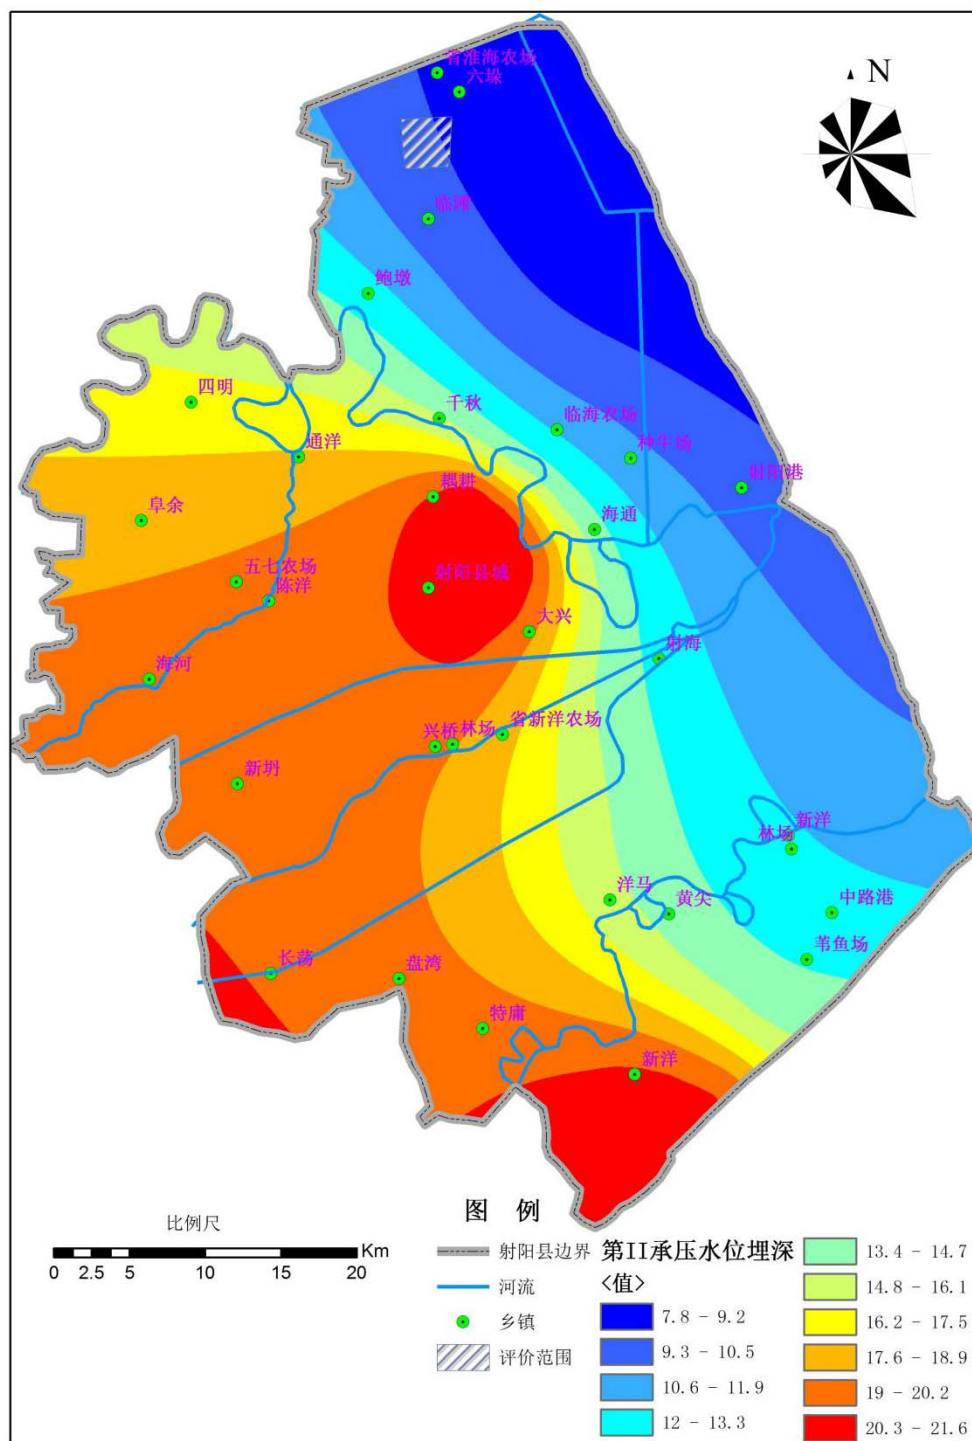 N
省淮海农场
六垛
临滩
鲍墩
四明
千秋
临海农场
通洋
种牛场
射阳港
耦耕
阜余
海通
五七农场
射阳县城
陈洋
大兴
射海
海河
省新洋农场
兴桥
林场
新坍
新洋
林场
洋马
黄尖
中路港
苇鱼场
长荡
盘湾
特庸
新洋
比例尺
Km
0 2.5 5 10 15 20
图 例
射阳县边界
河流
乡镇
评价范围
第II承压水位埋深
<值>
7.8 - 9.2
9.3 - 10.5
10.6 - 11.9
12 - 13.3
13.4 - 14.7
14.8 - 16.1
16.2 - 17.5
17.6 - 18.9
19 - 20.2
20.3 - 21.6